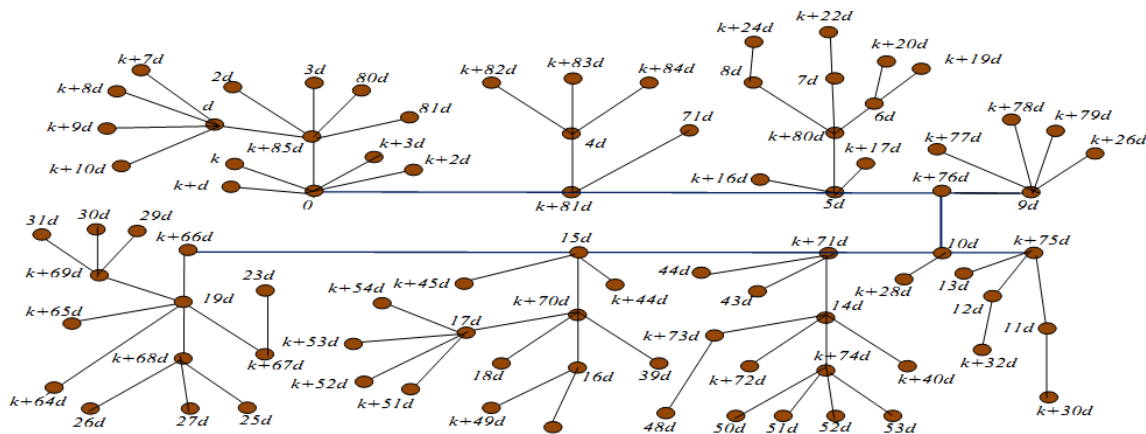 k+24d k+22d
k+7d 2d 3d 80d k+82d k+83d k+84d k+20d k+19d
k+8d d 81d 71d 8d 7d 6d k+78d k+79d
k+9d k+85d 4d k+80d k+77d k+26d
k+10d k k+3d k+2d k+17d
k+d k+16d k+76d
0 k+81d 5d 9d
31d 30d 29d k+66d 15d k+71d 10d k+75d
k+69d 23d k+54d k+45d k+44d 44d 43d k+28d 13d
k+65d 19d k+53d 17d k+70d k+73d 14d 12d 11d
k+68d k+67d k+52d 18d 16d 39d k+72d k+74d k+40d k+32d
k+64d k+51d k+49d k+30d
26d 27d 25d 48d 50d 51d 52d 53d